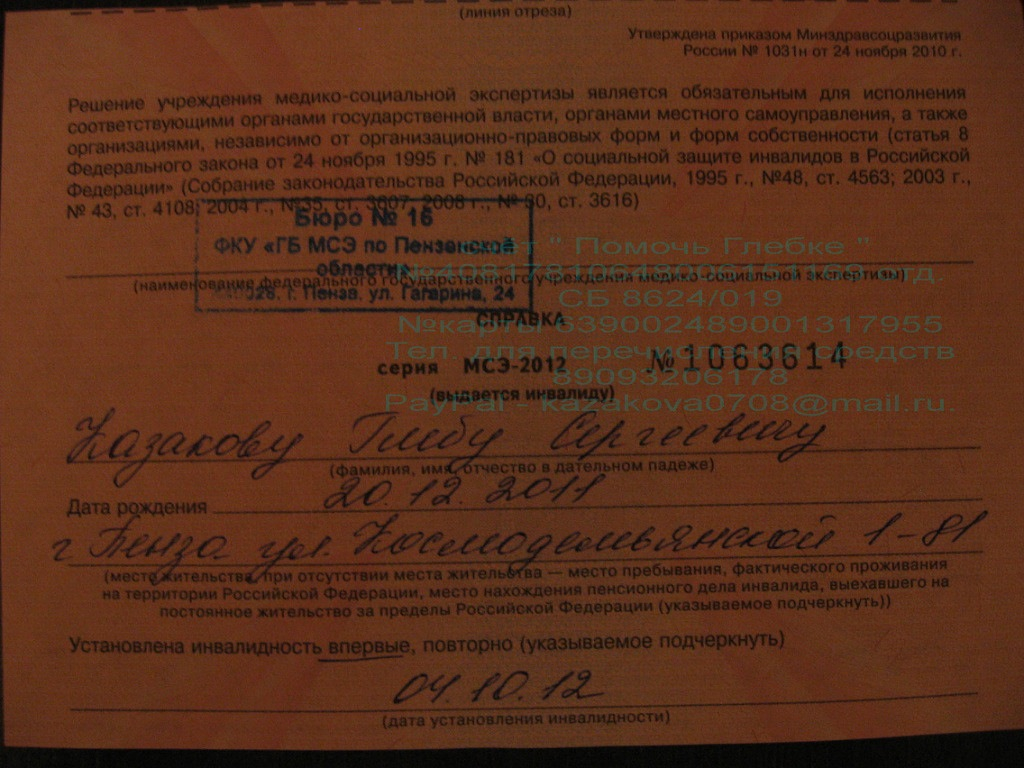 (линия отреза)
Утверждена приказом Минздравсоцразвития
России № 1031н от 24 ноября 2010 г.
Решение учреждения медико-социальной экспертизы является обязательным для исполнения
соответствующими органами государственной власти, органами местного самоуправления, а также
организациями, независимо от организационно-правовых форм и форм собственности (статья 8
Федерального закона от 24 ноября 1995 г. № 181 «О социальной защите инвалидов в Российской
Федерации» (Собрание законодательства Российской Федерации, 1995 г., №48, ст. 4563; 2003 г.,
№ 43, ст. 4108; 2004 г., №35, ст. 3607, 2008 г., № 30, ст. 3616)
Бюро № 16
ФКУ «ГБ МСЭ по Пензенской
области»
г. Пенза, ул. Гагарина, 24
" Помочь Глебке "
(наименование федерального государственного учреждения медико-социальной экспертизы)
СБ 8624/019
СПРАВКА
№карты 639002489001317955
Тел. для перечисления средств
серия МСЭ-2012 №1063614
89093206178
(выдается инвалиду)
PayPal - kazakova0708@mail.ru.
Казакову Глебу Сергеевичу
(фамилия, имя, отчество в дательном падеже)
Дата рождения 20.12.2011
г Пенза ул. Космодемьянской 1-81
(место жительства, при отсутствии места жительства — место пребывания, фактического проживания
на территории Российской Федерации, место нахождения пенсионного дела инвалида, выехавшего на
постоянное жительство за пределы Российской Федерации (указываемое подчеркнуть))
Установлена инвалидность впервые, повторно (указываемое подчеркнуть)
04.10.12
(дата установления инвалидности)